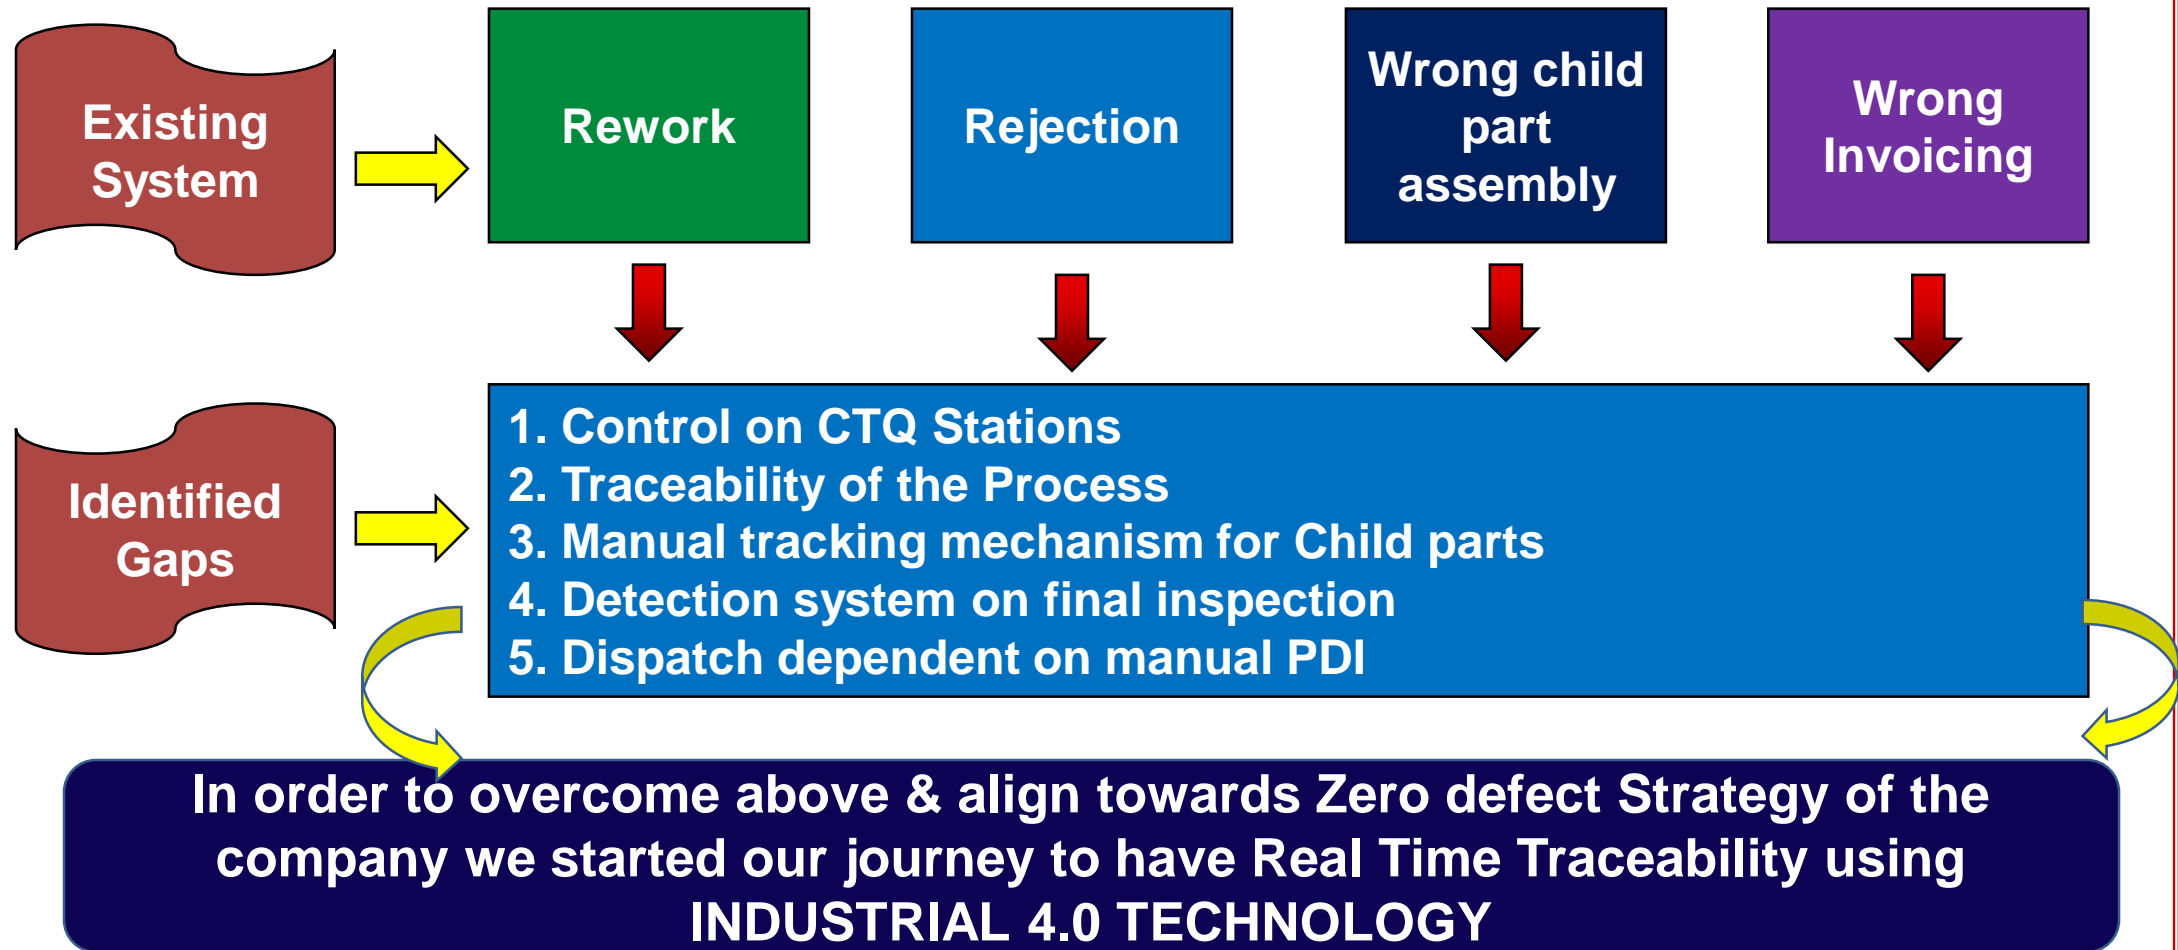 Existing
System
Rework
Rejection
Wrong child
part
assembly
Wrong
Invoicing
Identified
Gaps
1. Control on CTQ Stations
2. Traceability of the Process
3. Manual tracking mechanism for Child parts
4. Detection system on final inspection
5. Dispatch dependent on manual PDI
In order to overcome above & align towards Zero defect Strategy of the
company we started our journey to have Real Time Traceability using
INDUSTRIAL 4.0 TECHNOLOGY